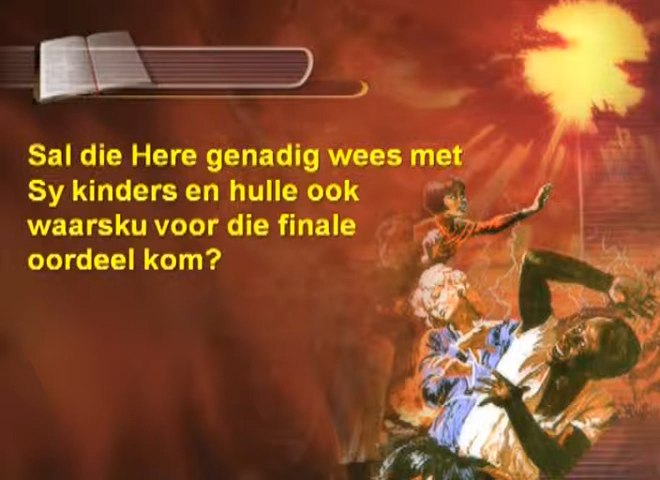 Sal die Here genadig wees met
Sy kinders en hulle ook
waarsku voor die finale
oordeel kom?